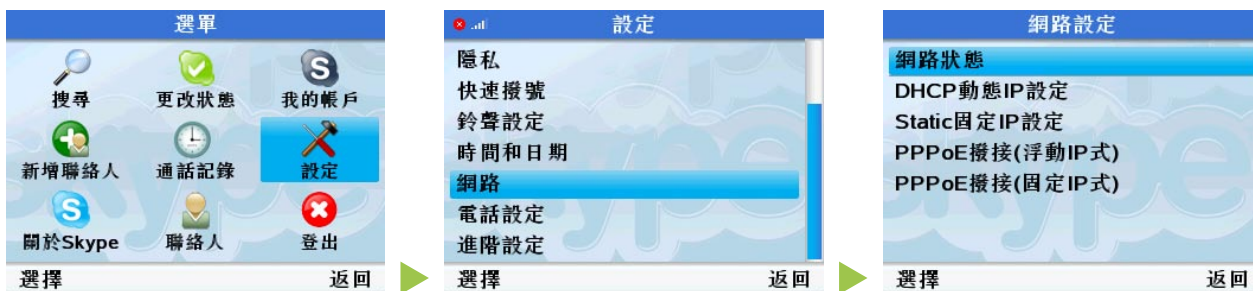 選單
搜尋 更改狀態 我的帳戶
新增聯絡人 通話記錄 設定
關於Skype 聯絡人 登出
選擇 返回
設定
隱私
快速撥號
鈴聲設定
時間和日期
網路
電話設定
進階設定
選擇 返回
網路設定
網路狀態
DHCP動態IP設定
Static固定IP設定
PPPoE撥接(浮動IP式)
PPPoE撥接(固定IP式)
選擇 返回